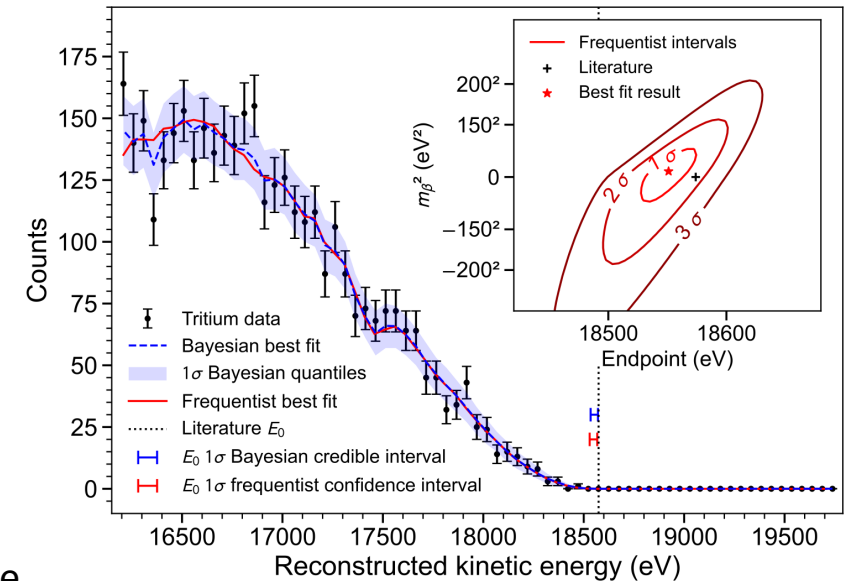 175
150
125
100
75
50
25
0
Counts
16500 17000 17500 18000 18500 19000 19500
Reconstructed kinetic energy (eV)
Tritium data
Bayesian best fit
1σ Bayesian quantiles
Frequentist best fit
Literature E₀
E₀ 1σ Bayesian credible interval
E₀ 1σ frequentist confidence interval
Frequentist intervals
Literature
Best fit result
200²
150²
0
−150²
−200²
mᵦ² (eV²)
1 σ
2 σ
3 σ
18500 18600
Endpoint (eV)
e